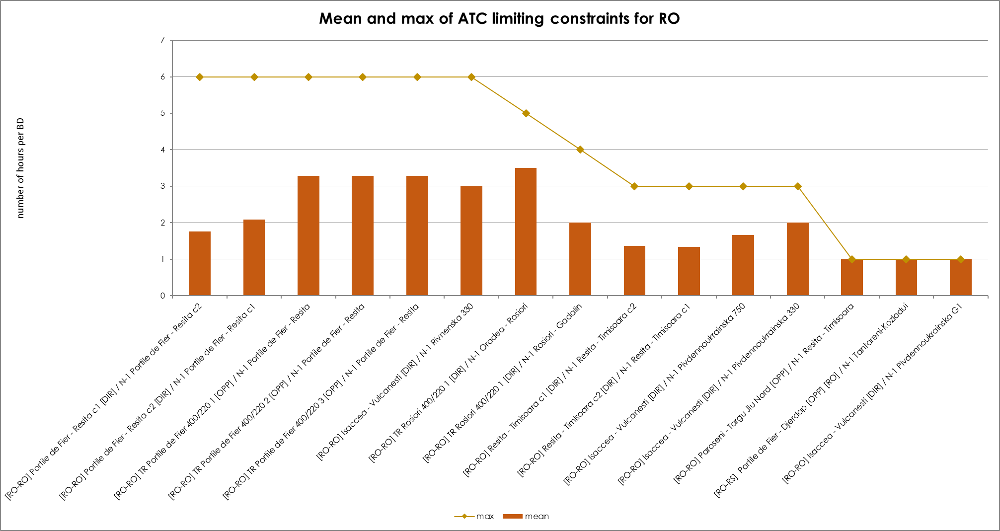 Mean and max of ATC limiting constraints for RO
number of hours per BD
7
6
5
4
3
2
1
0
[RO-RO] Portile de Fier - Resita c1 [DIR] / N-1 Portile de Fier - Resita c2
[RO-RO] Portile de Fier - Resita c2 [DIR] / N-1 Portile de Fier - Resita c1
[RO-RO] TR Portile de Fier 400/220 1 [OPP] / N-1 Portile de Fier - Resita
[RO-RO] TR Portile de Fier 400/220 2 [OPP] / N-1 Portile de Fier - Resita
[RO-RO] TR Portile de Fier 400/220 3 [OPP] / N-1 Portile de Fier - Resita
[RO-RO] Isaccea - Vulcanesti [DIR] / N-1 Rivnenska 330
[RO-RO] TR Rosiori 400/220 1 [DIR] / N-1 Oradea - Rosiori
[RO-RO] TR Rosiori 400/220 1 [DIR] / N-1 Rosiori - Gadalin
[RO-RO] Resita - Timisoara c1 [DIR] / N-1 Resita - Timisoara c2
[RO-RO] Resita - Timisoara c2 [DIR] / N-1 Resita - Timisoara c1
[RO-RO] Isaccea - Vulcanesti [DIR] / N-1 Pivdennoukrainska 750
[RO-RO] Isaccea - Vulcanesti [DIR] / N-1 Pivdennoukrainska 330
[RO-RO] Paroseni - Targu Jiu Nord [OPP] / N-1 Resita - Timisoara
[RO-RS] Portile de Fier - Djerdap [OPP] [RO] / N-1 Tantareni-Kozlodui
[RO-RO] Isaccea - Vulcanesti [DIR] / N-1 Pivdennoukrainska G1
max
mean